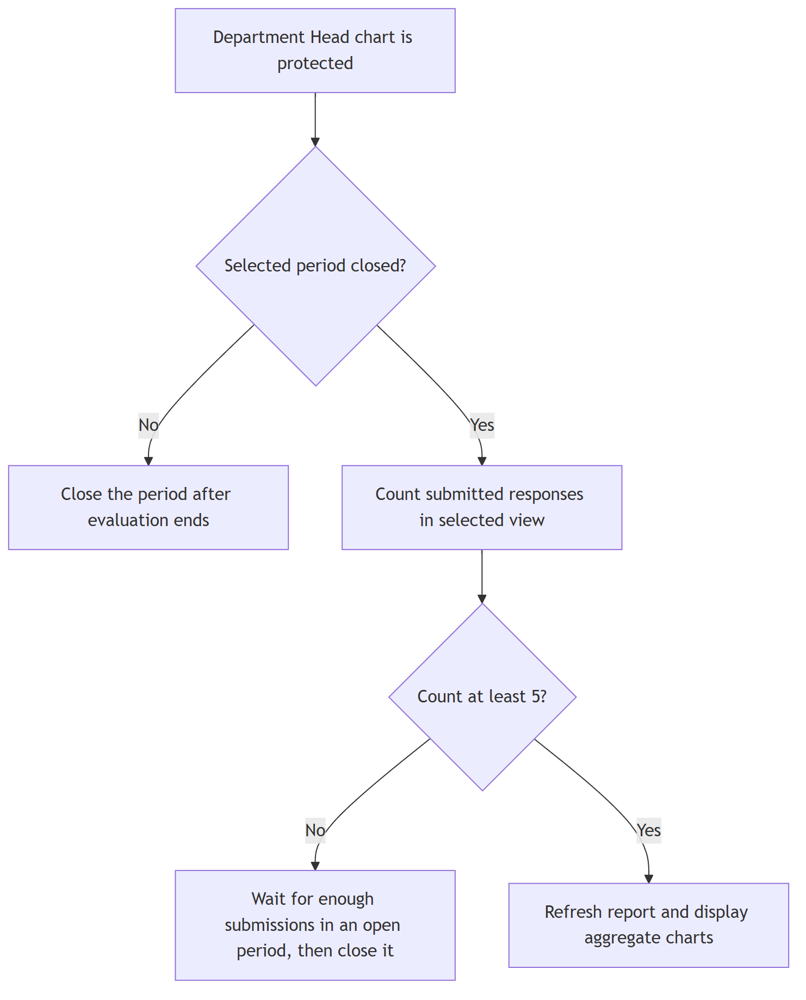 Department Head chart is
protected
Selected period closed?
No
Yes
Close the period after
evaluation ends
Count submitted responses
in selected view
Count at least 5?
No
Yes
Wait for enough
submissions in an open
period, then close it
Refresh report and display
aggregate charts